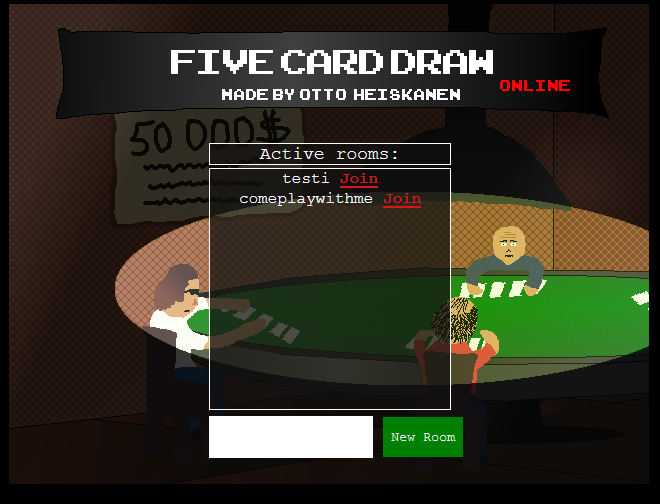 FIVE CARD DRAW
MADE BY OTTO HEISKANEN
ONLINE
50 000$
Active rooms:
testi Join
comeplaywithme Join
New Room